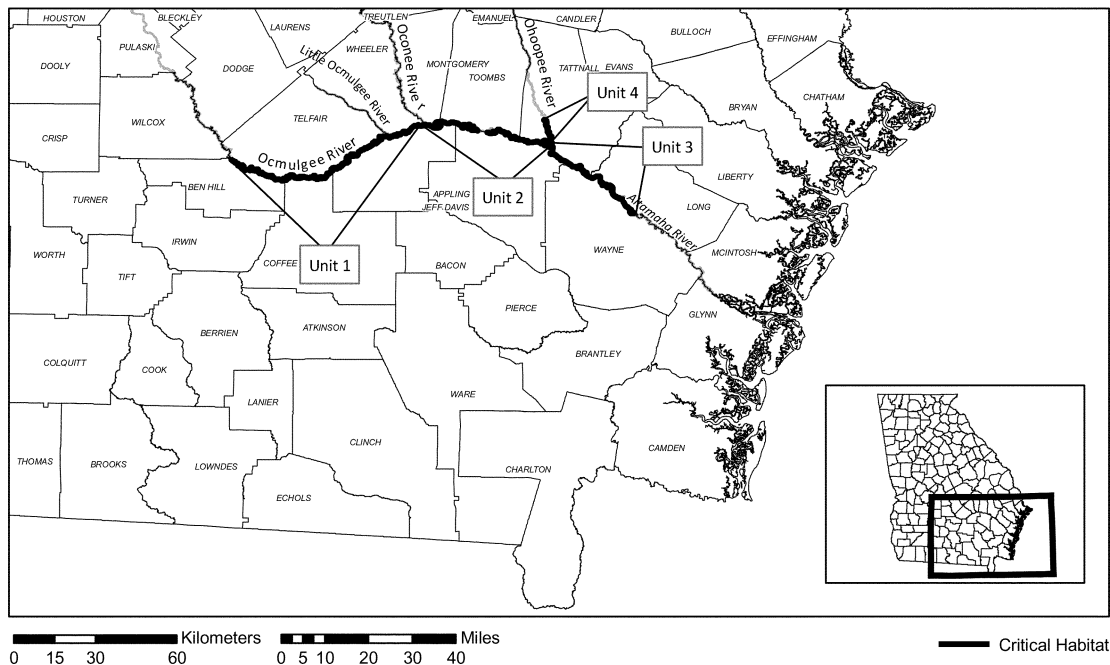 HOUSTON
BLECKLEY
LAURENS
TREUTLEN
EMANUEL
CANDLER
BULLOCH
EFFINGHAM
PULASKI
DOOLY
DODGE
WHEELER
MONTGOMERY
TOOMBS
TATTNALL
EVANS
Little Ocmulgee River
Oconee River
Ohoopee River
Unit 4
BRYAN
CHATHAM
CRISP
WILCOX
TELFAIR
Ocmulgee River
Unit 3
LIBERTY
TURNER
BEN HILL
APPLING
JEFF DAVIS
Unit 2
Altamaha River
LONG
WORTH
TIFT
IRWIN
COFFEE
Unit 1
BACON
WAYNE
MCINTOSH
PIERCE
GLYNN
BERRIEN
ATKINSON
COLQUITT
COOK
BRANTLEY
LANIER
WARE
CLINCH
CAMDEN
THOMAS
BROOKS
LOWNDES
CHARLTON
ECHOLS
Kilometers
0 15 30 60
Miles
0 5 10 20 30 40
Critical Habitat